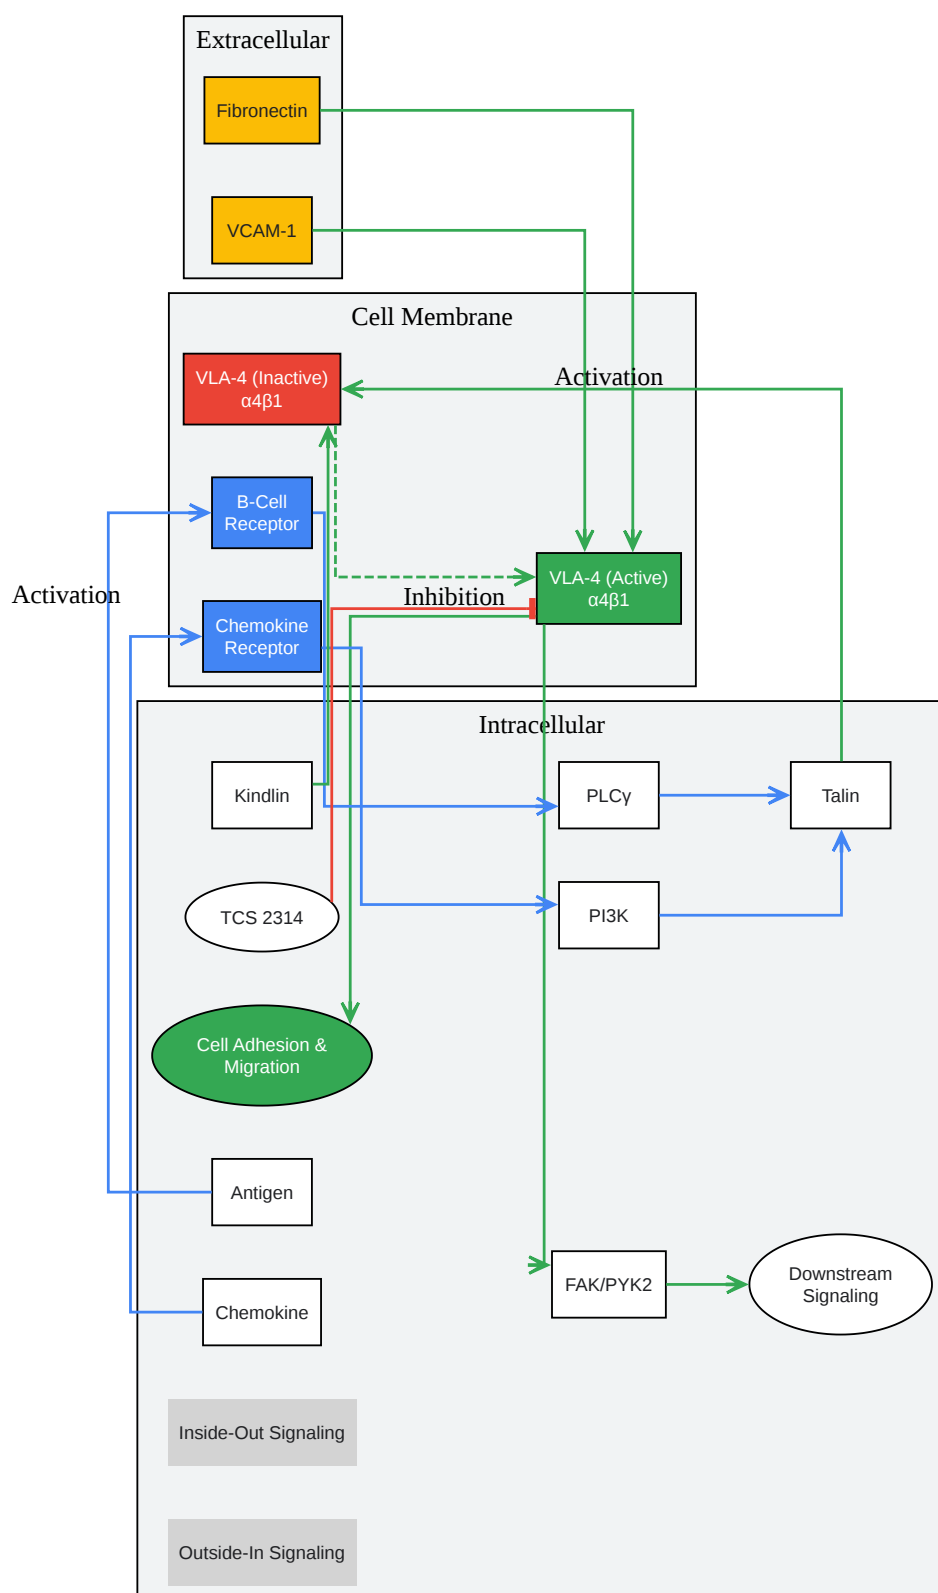 Extracellular
Fibronectin
VCAM-1
Cell Membrane
VLA-4 (Inactive)
α4β1
Activation
B-Cell
Receptor
VLA-4 (Active)
α4β1
Activation
Inhibition
Chemokine
Receptor
Intracellular
Kindlin
PLCγ
Talin
TCS 2314
PI3K
Cell Adhesion &
Migration
Antigen
Chemokine
FAK/PYK2
Downstream
Signaling
Inside-Out Signaling
Outside-In Signaling